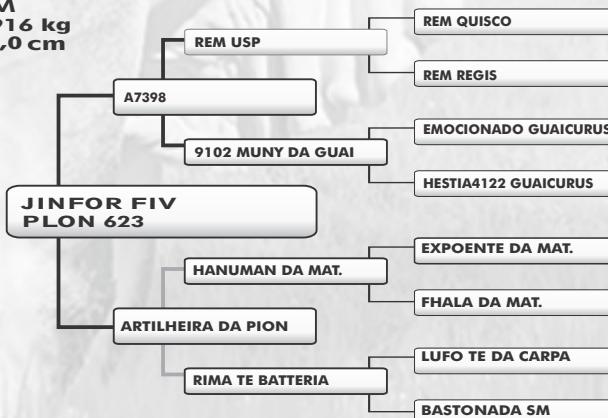 M
916 kg
,0 cm
REM QUISCO
REM USP
REM REGIS
A7398
EMOCIONADO GUAICURUS
9102 MUNY DA GUAI
HESTIA4122 GUAICURUS
JINFOR FIV
PLON 623
EXPOENTE DA MAT.
HANUMAN DA MAT.
FHALA DA MAT.
ARTILHEIRA DA PION
LUFO TE DA CARPA
RIMA TE BATTERIA
BASTONADA SM